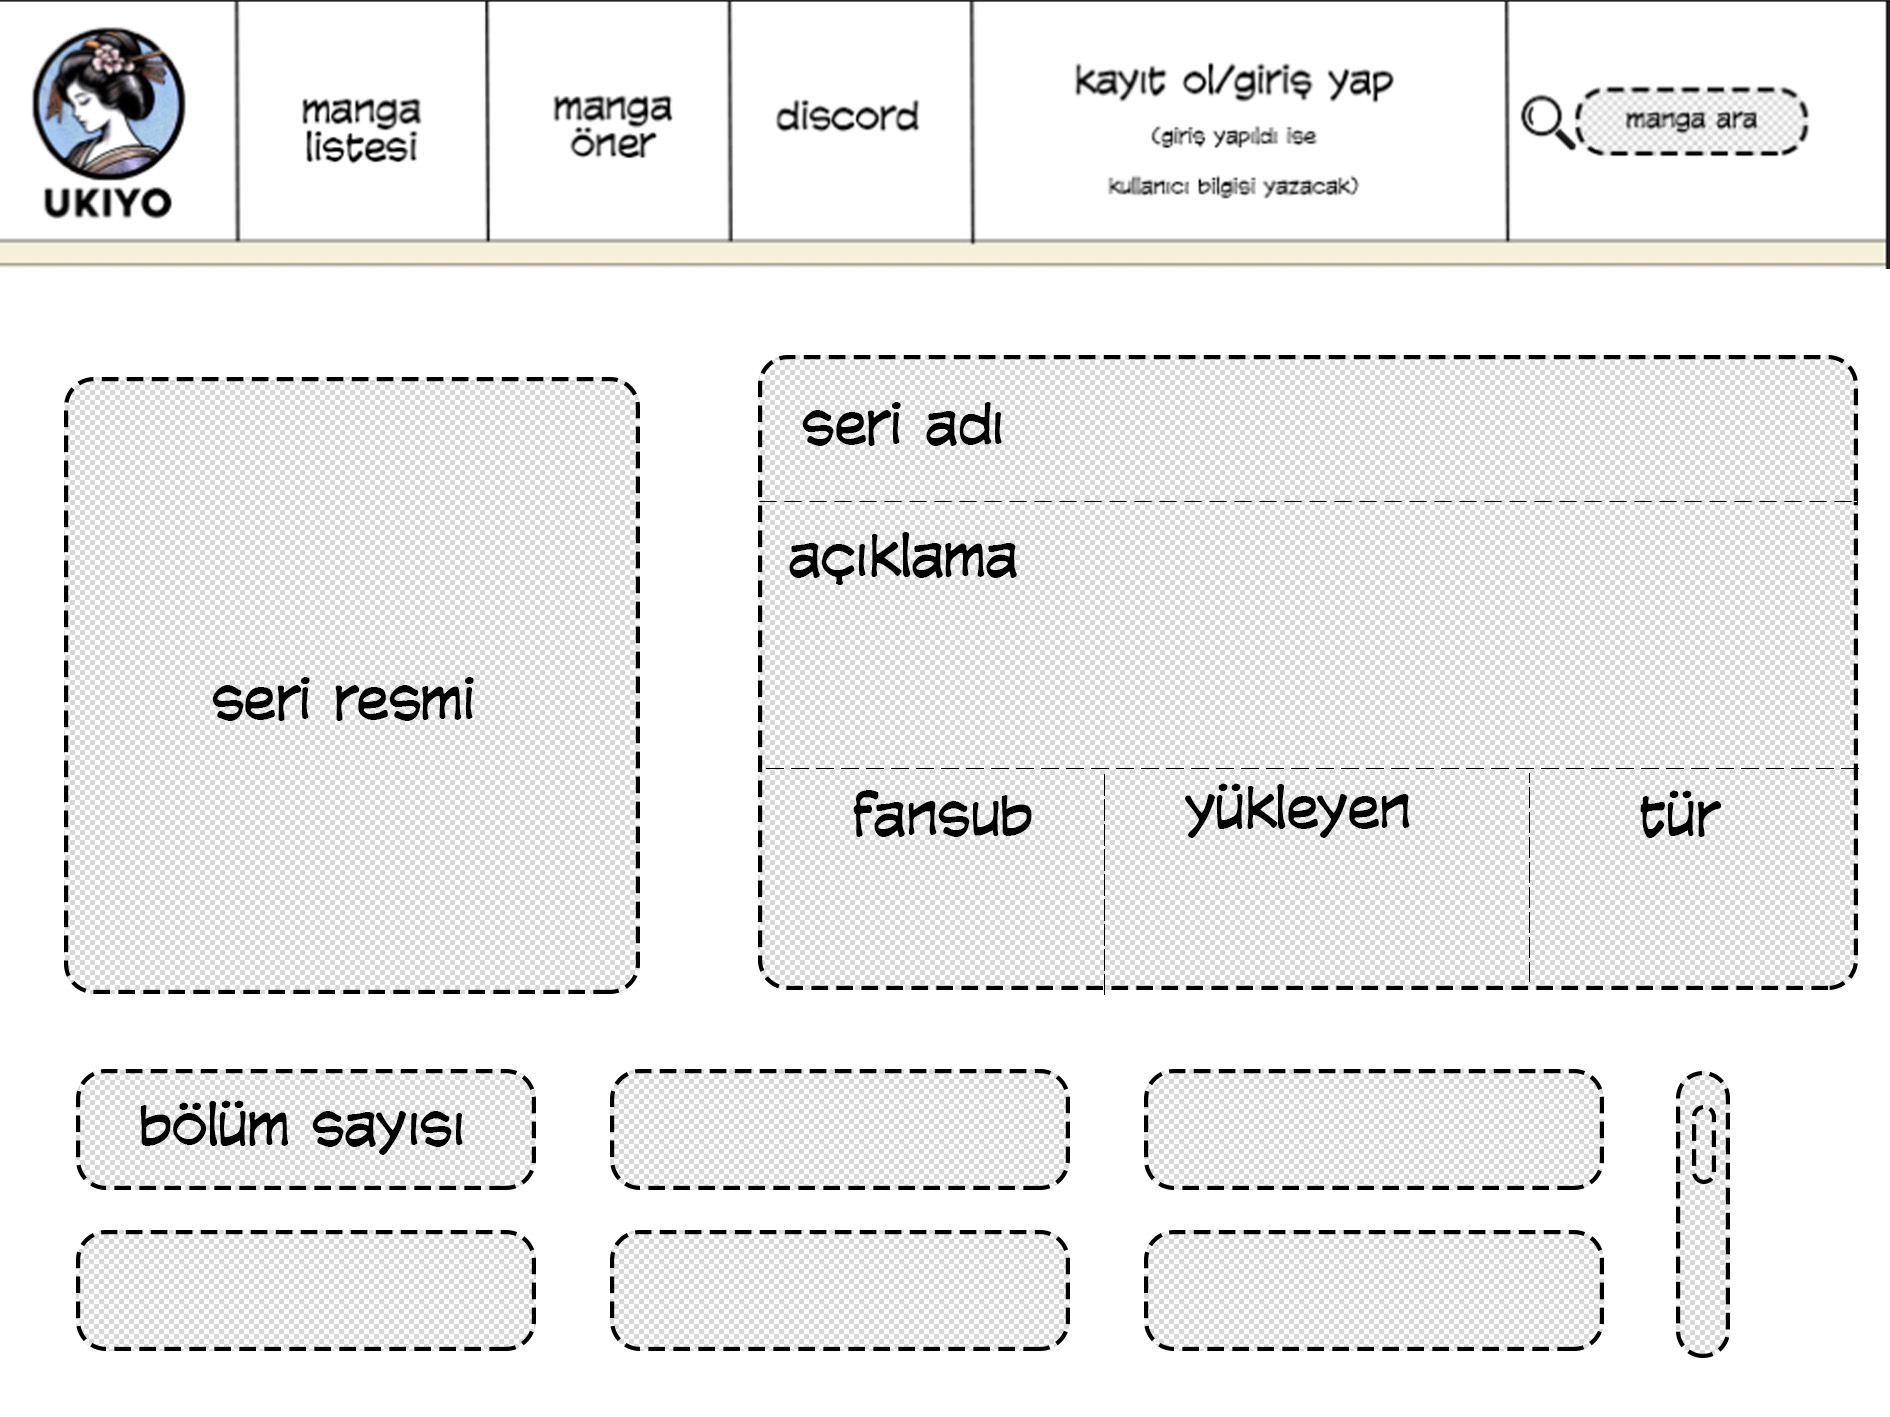 UKIYO
manga
listesi
manga
öner
discord
kayıt ol/giriş yap
(giriş yapıldı ise
kullanıcı bilgisi yazacak)
manga ara
seri resmi
seri adı
açıklama
fansub
yükleyen
tür
bölüm sayısı